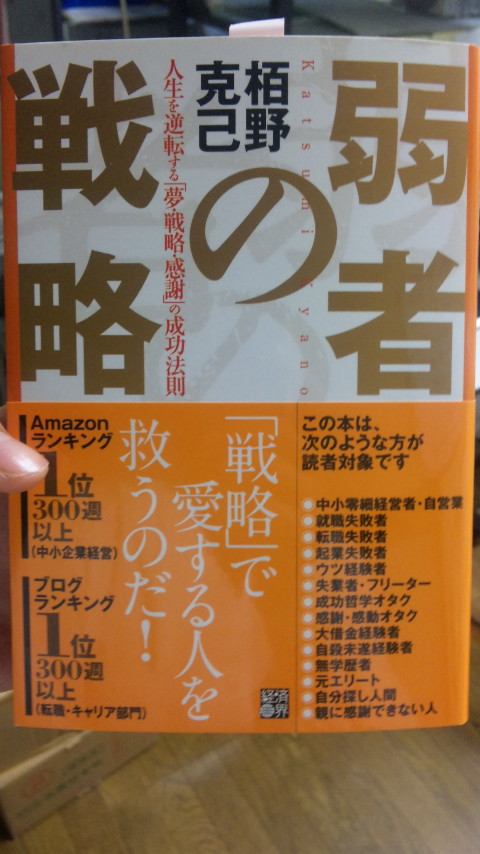 弱者
の
戦略
栢野
克己
Katsumi
yano
人生を逆転する「夢・戦略・感謝」の成功法則
この本は、
次のような方が
読者対象です
●中小零細経営者・自営業
●就職失敗者
●転職失敗者
●起業失敗者
●ウツ経験者
●失業者・フリーター
●成功哲学オタク
●感謝・感動オタク
●大借金経験者
●自殺未遂経験者
●無学歴者
●元エリート
●自分探し人間
●親に感謝できない人
「戦略」で
愛する人を
救うのだ！
経済界
Amazon
ランキング
1位
300週
以上
(中小企業経営)
ブログ
ランキング
1位
300週
以上
(転職・キャリア部門)